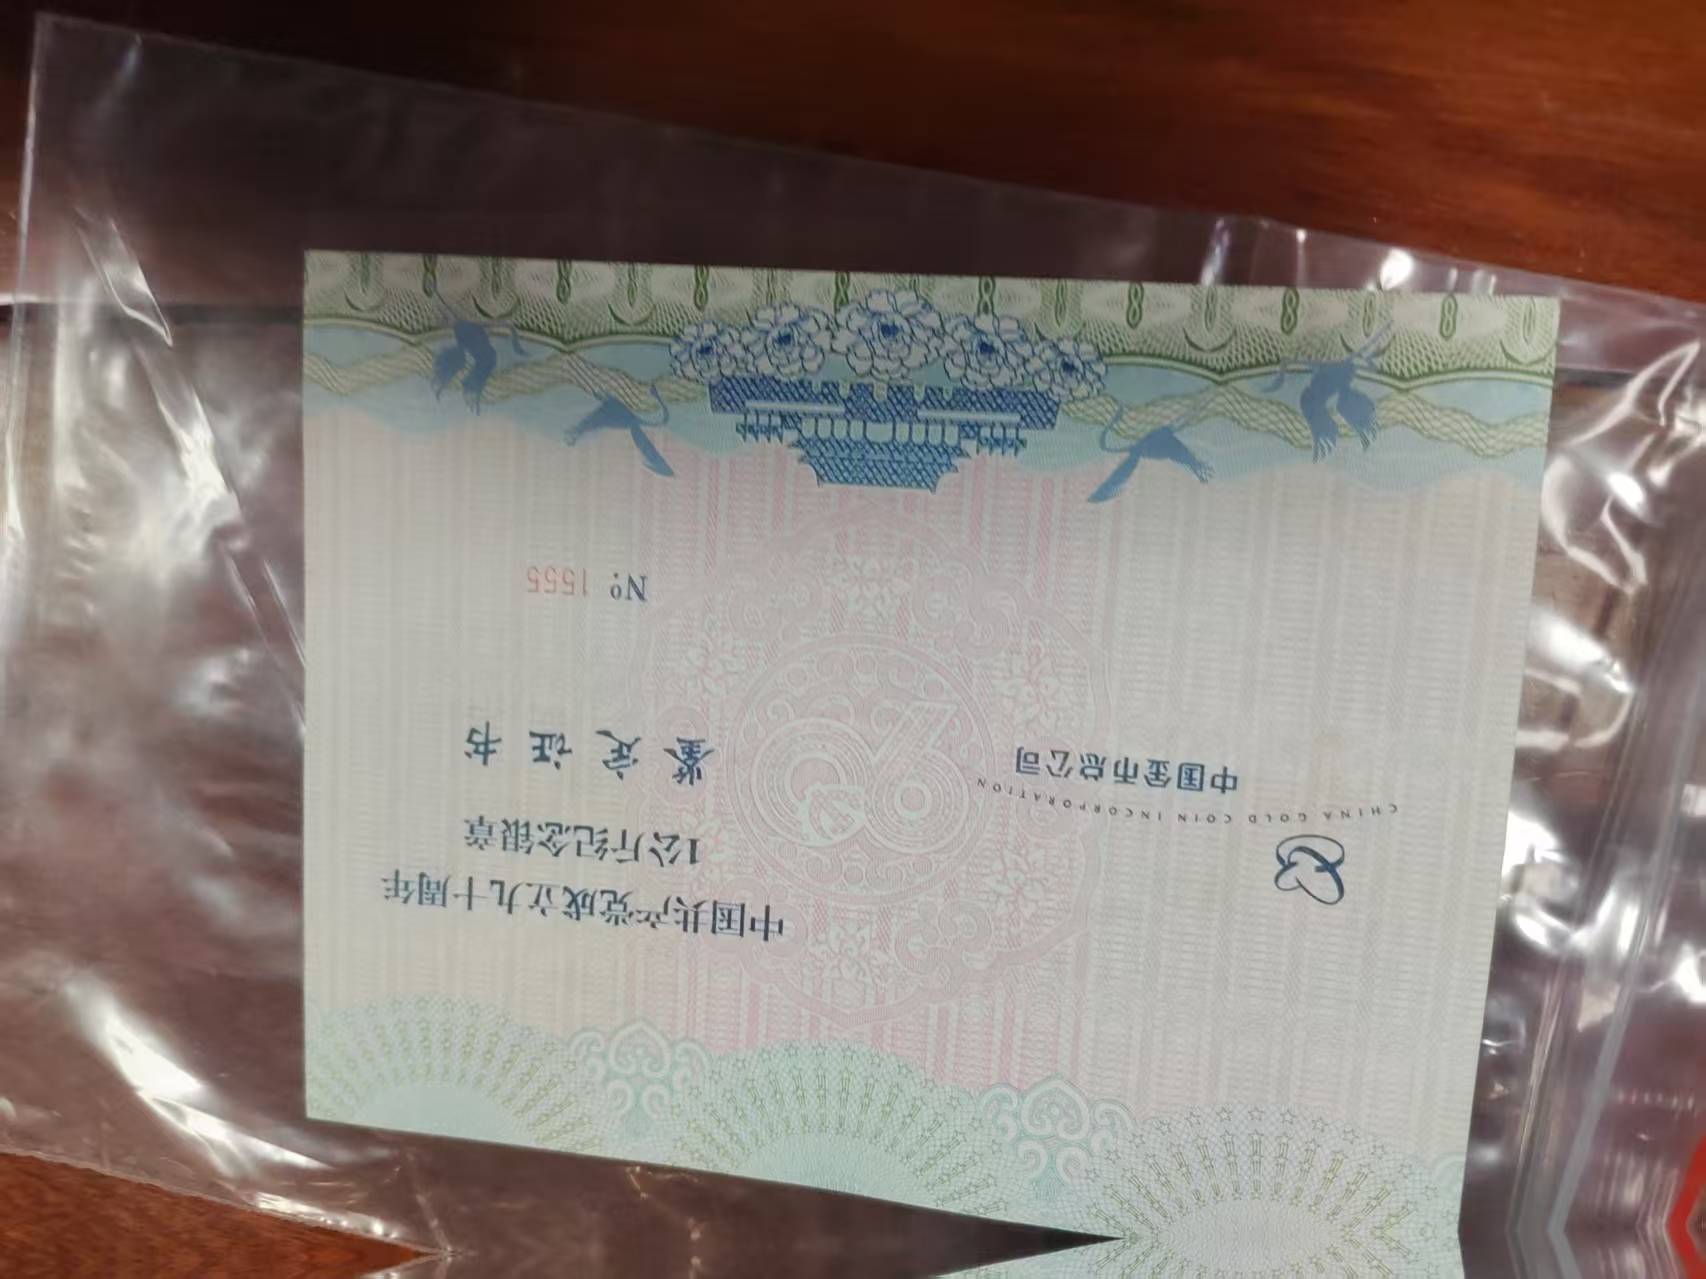 中国共产党成立九十周年
1公斤纪念银章
鉴定证书
№ 1555
CHINA GOLD COIN INCORPORATION
中国金币总公司
90